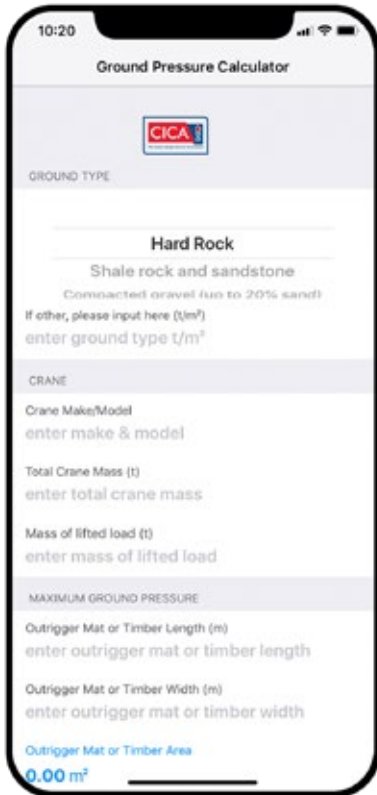 10:20
Ground Pressure Calculator
CICA
GROUND TYPE
Hard Rock
Shale rock and sandstone
Compacted gravel (up to 20% sand)
If other, please input here (t/m²)
enter ground type t/m²
CRANE
Crane Make/Model
enter make & model
Total Crane Mass (t)
enter total crane mass
Mass of lifted load (t)
enter mass of lifted load
MAXIMUM GROUND PRESSURE
Outrigger Mat or Timber Length (m)
enter outrigger mat or timber length
Outrigger Mat or Timber Width (m)
enter outrigger mat or timber width
Outrigger Mat or Timber Area
0.00 m²